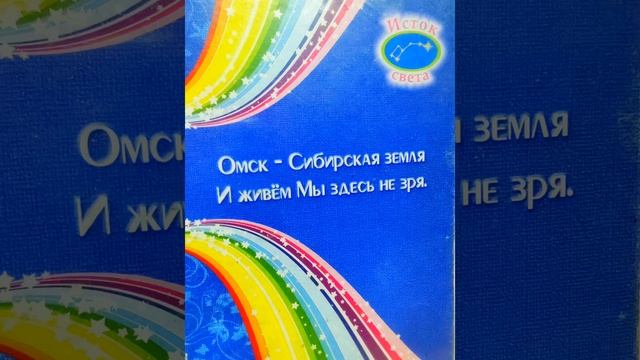 Исток
света
Омск - Сибирская земля
И живём Мы здесь не зря.